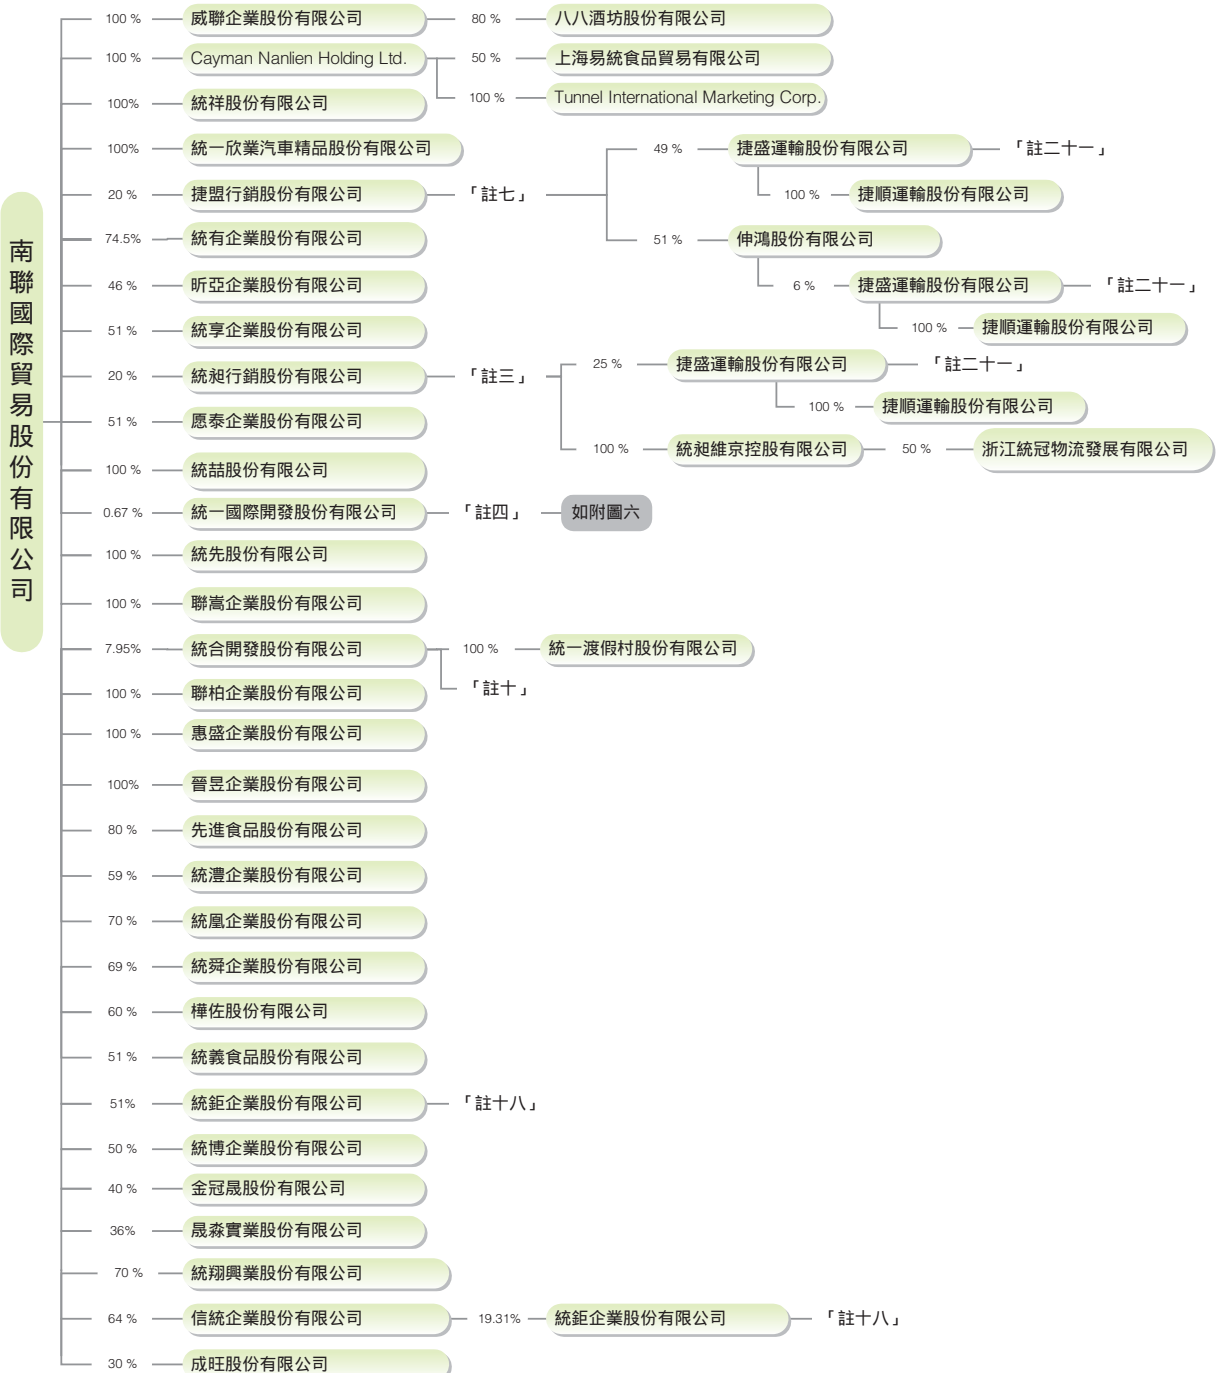 南聯國際貿易股份有限公司
100 % 威聯企業股份有限公司 80 % 八八酒坊股份有限公司
100 % Cayman Nanlien Holding Ltd. 50 % 上海易統食品貿易有限公司
100 % Tunnel International Marketing Corp.
100% 統祥股份有限公司
100% 統一欣業汽車精品股份有限公司
49 % 捷盛運輸股份有限公司 「註二十一」
20 % 捷盟行銷股份有限公司 「註七」
100 % 捷順運輸股份有限公司
74.5% 統有企業股份有限公司
51 % 伸鴻股份有限公司
46 % 昕亞企業股份有限公司
6 % 捷盛運輸股份有限公司 「註二十一」
51 % 統享企業股份有限公司
100 % 捷順運輸股份有限公司
20 % 統昶行銷股份有限公司 「註三」
25 % 捷盛運輸股份有限公司 「註二十一」
100 % 捷順運輸股份有限公司
51 % 愿泰企業股份有限公司
100 % 統昶維京控股有限公司 50 % 浙江統冠物流發展有限公司
100 % 統喆股份有限公司
0.67 % 統一國際開發股份有限公司 「註四」 如附圖六
100 % 統先股份有限公司
100 % 聯嵩企業股份有限公司
7.95% 統合開發股份有限公司 100 % 統一渡假村股份有限公司
「註十」
100 % 聯柏企業股份有限公司
100 % 惠盛企業股份有限公司
100% 晉昱企業股份有限公司
80 % 先進食品股份有限公司
59 % 統澧企業股份有限公司
70 % 統凰企業股份有限公司
69 % 統舜企業股份有限公司
60 % 樺佐股份有限公司
51 % 統義食品股份有限公司
51% 統鉅企業股份有限公司 「註十八」
50 % 統博企業股份有限公司
40 % 金冠晟股份有限公司
36% 晟淼實業股份有限公司
70 % 統翔興業股份有限公司
64 % 信統企業股份有限公司 19.31% 統鉅企業股份有限公司 「註十八」
30 % 成旺股份有限公司